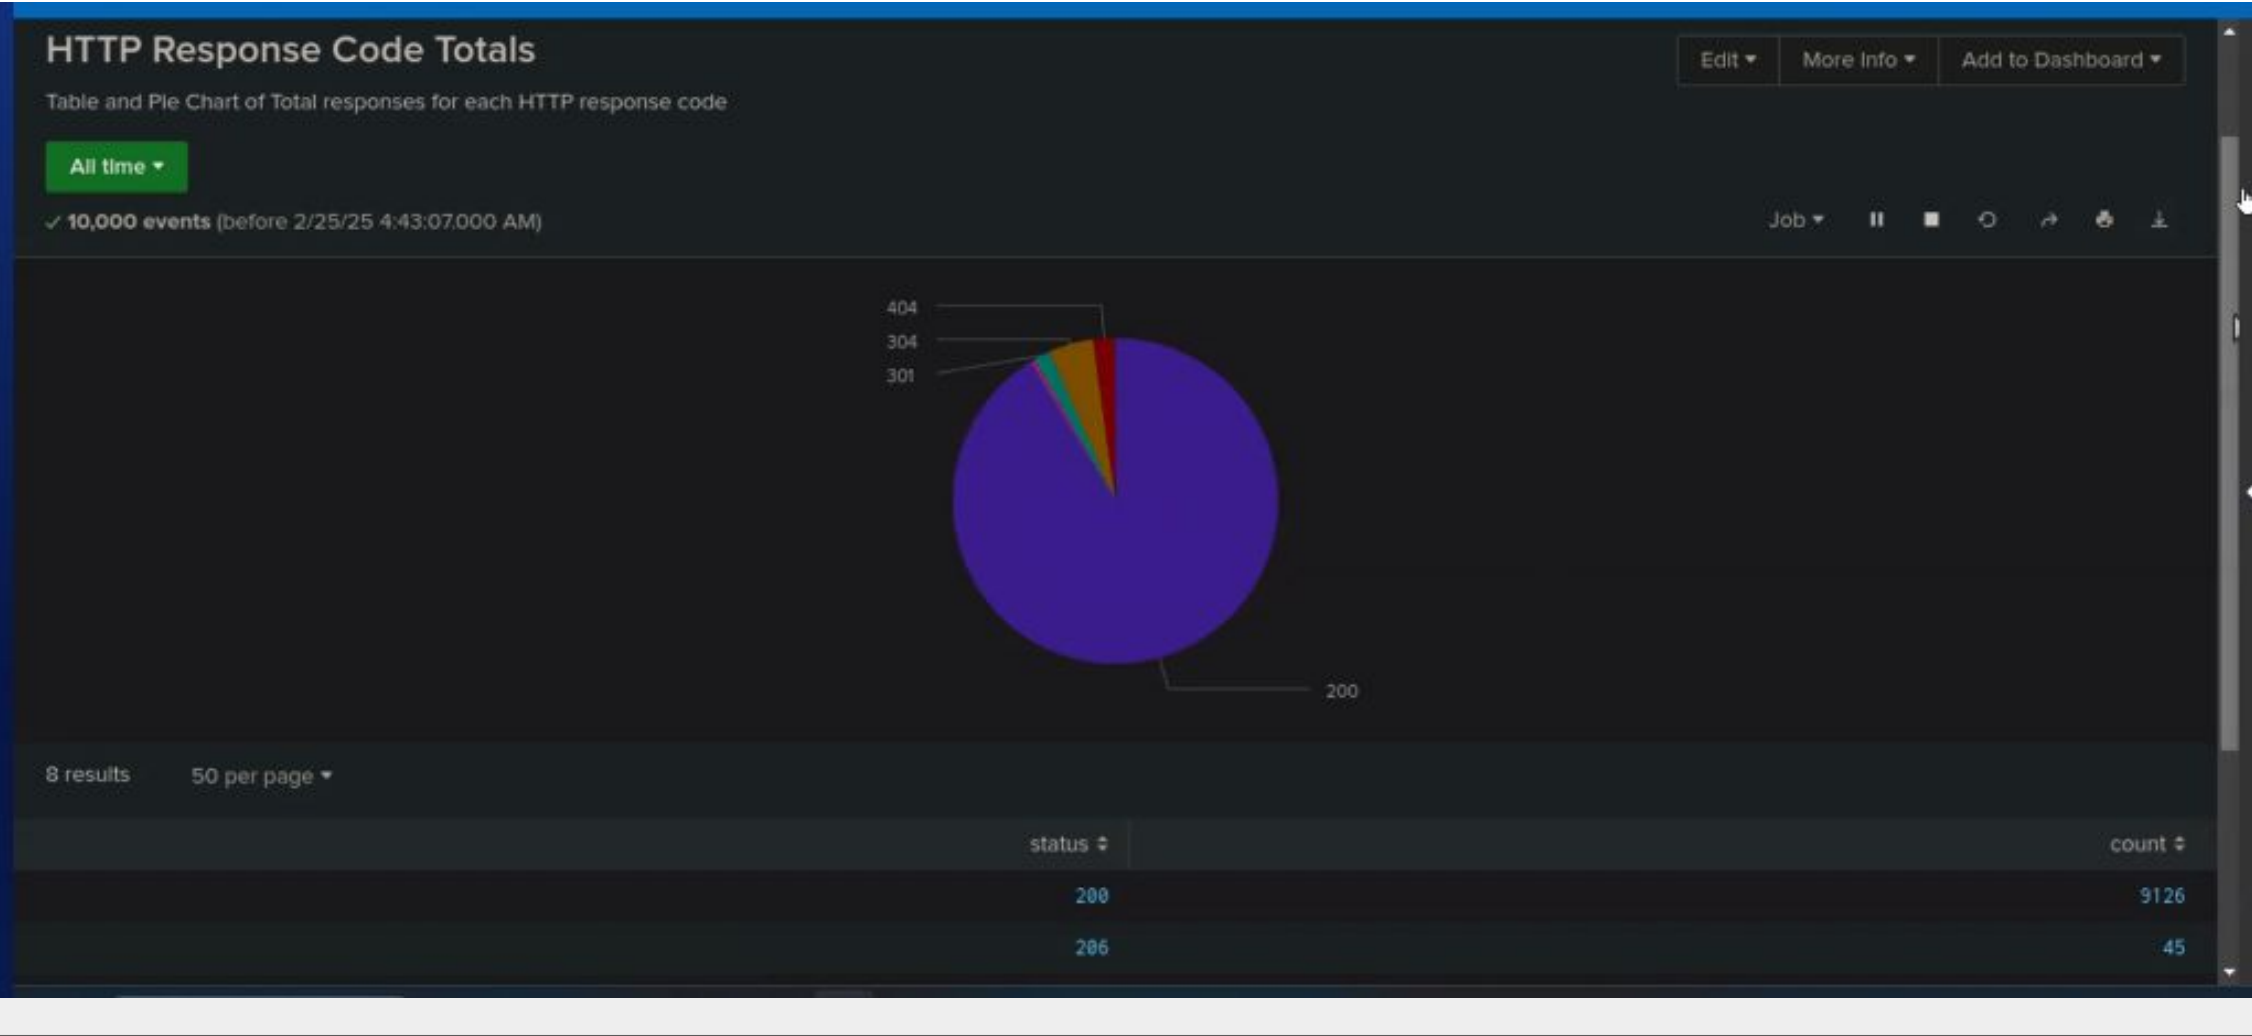 HTTP Response Code Totals
Edit More Info Add to Dashboard
Table and Pie Chart of Total responses for each HTTP response code
All time
10,000 events (before 2/25/25 4:43:07.000 AM)
Job
404
304
301
200
8 results 50 per page
status count
200 9126
206 45